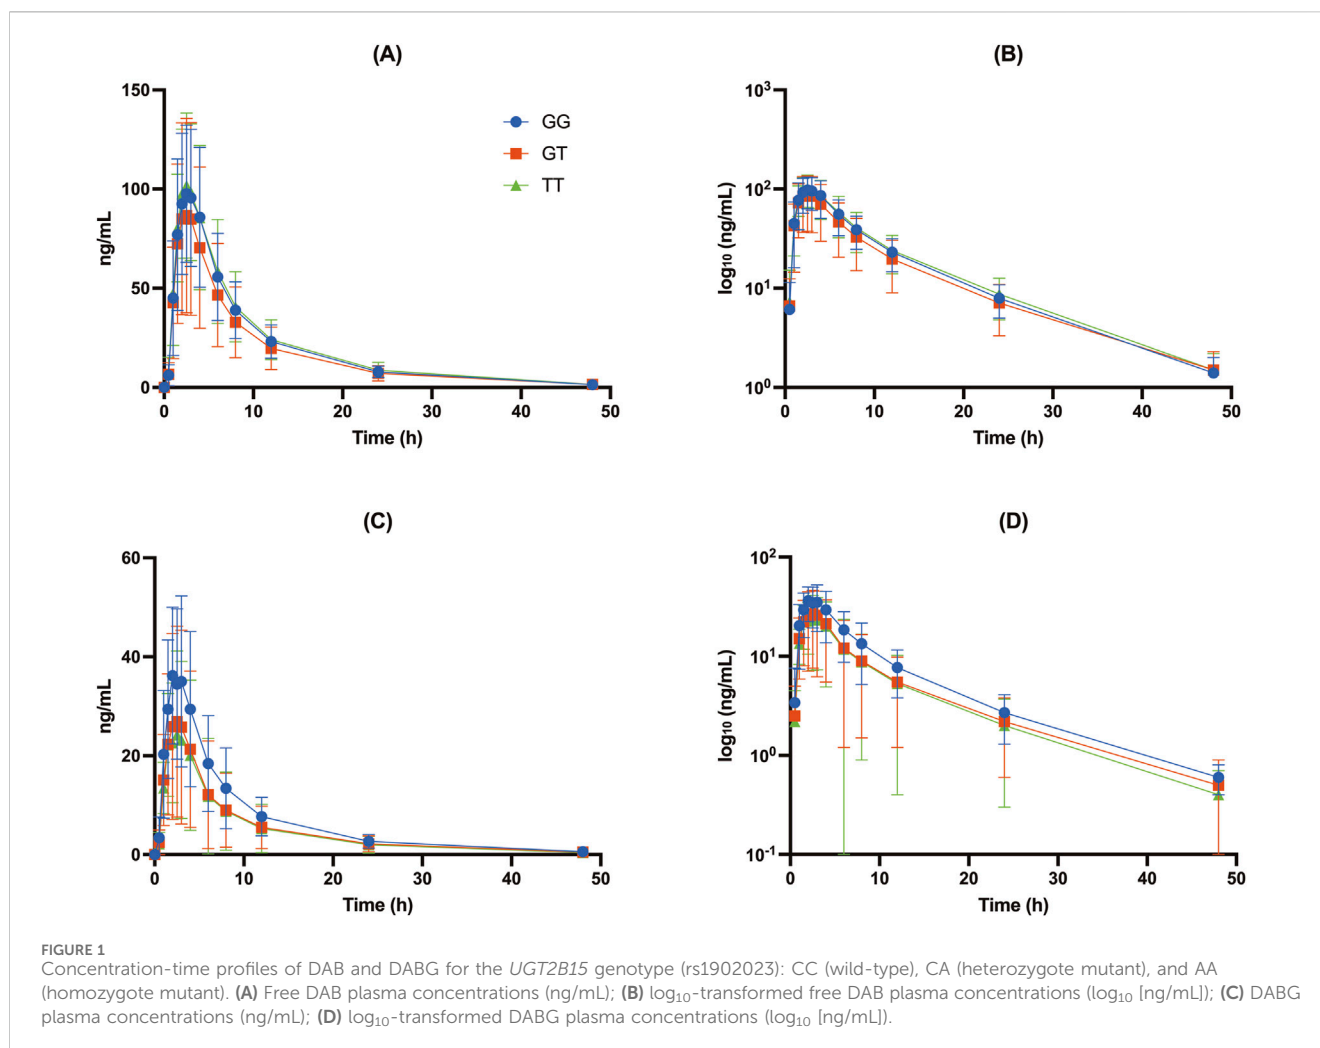 (A)
150
100
50
0
ng/mL
0 10 20 30 40 50
Time (h)
GG
GT
TT
(B)
10³
10²
10¹
10⁰
log₁₀ (ng/mL)
0 10 20 30 40 50
Time (h)
(C)
60
40
20
0
ng/mL
0 10 20 30 40 50
Time (h)
(D)
10²
10¹
10⁰
10⁻¹
log₁₀ (ng/mL)
0 10 20 30 40 50
Time (h)
FIGURE 1
Concentration-time profiles of DAB and DABG for the UGT2B15 genotype (rs1902023): CC (wild-type), CA (heterozygote mutant), and AA
(homozygote mutant). (A) Free DAB plasma concentrations (ng/mL); (B) log₁₀-transformed free DAB plasma concentrations (log₁₀ [ng/mL]); (C) DABG
plasma concentrations (ng/mL); (D) log₁₀-transformed DABG plasma concentrations (log₁₀ [ng/mL]).